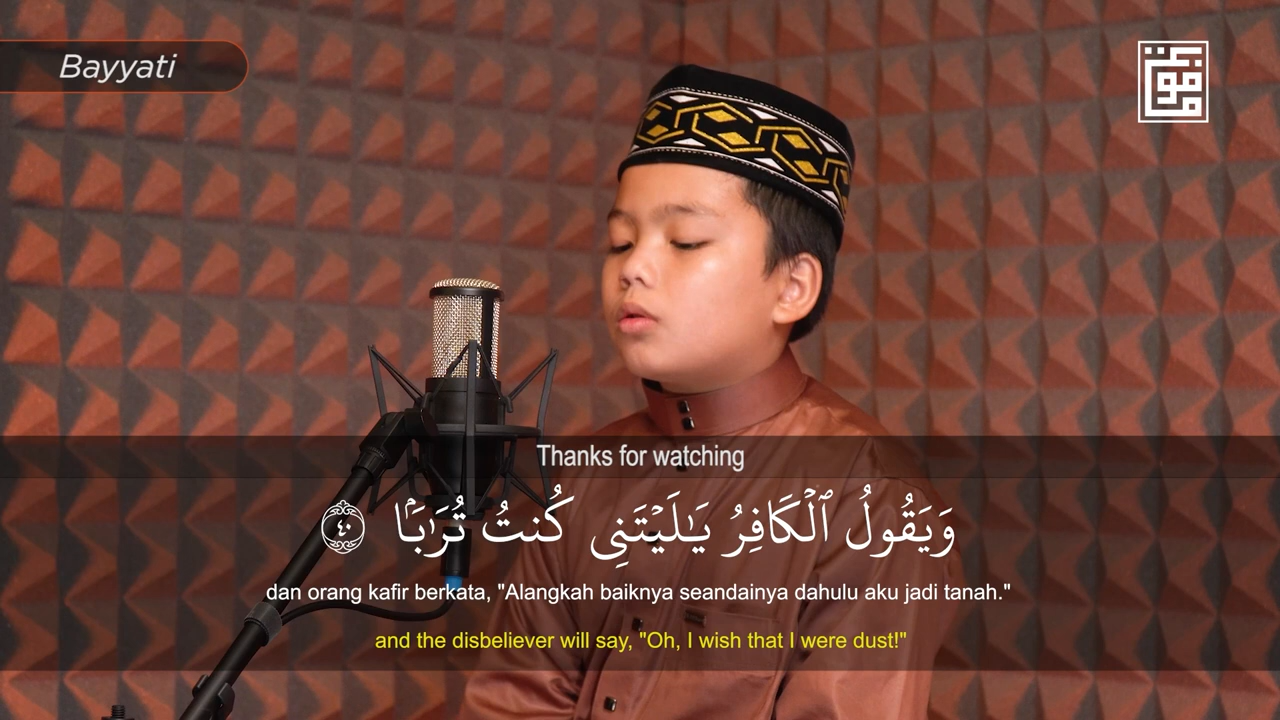 Bayyati
Thanks for watching
وَيَقُولُ ٱلْكَافِرُ يَـٰلَيْتَنِى كُنتُ تُرَٰبًۢا ٤٠
dan orang kafir berkata, "Alangkah baiknya seandainya dahulu aku jadi tanah."
and the disbeliever will say, "Oh, I wish that I were dust!"